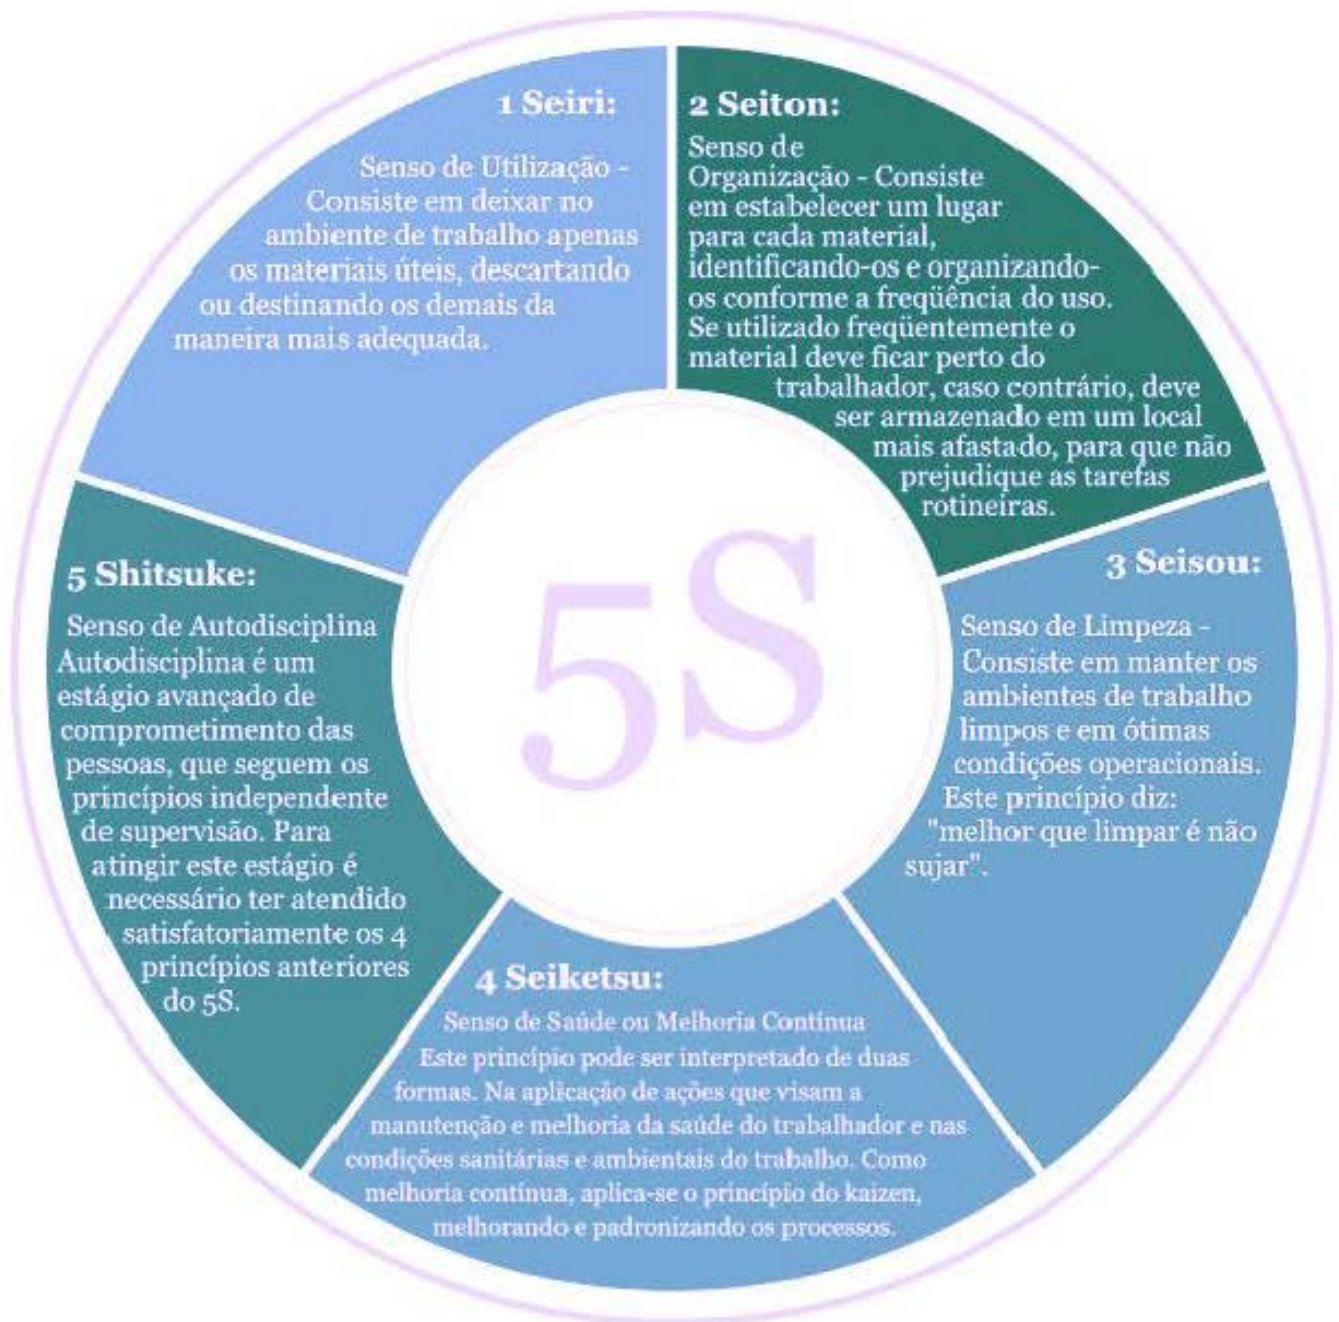 1 Seiri:
Senso de Utilização -
Consiste em deixar no
ambiente de trabalho apenas
os materiais úteis, descartando
ou destinando os demais da
maneira mais adequada.
2 Seiton:
Senso de
Organização - Consiste
em estabelecer um lugar
para cada material,
identificando-os e organizando-
os conforme a freqüência do uso.
Se utilizado freqüentemente o
material deve ficar perto do
trabalhador, caso contrário, deve
ser armazenado em um local
mais afastado, para que não
prejudique as tarefas
rotineiras.
3 Seisou:
Senso de Limpeza -
Consiste em manter os
ambientes de trabalho
limpos e em ótimas
condições operacionais.
Este princípio diz:
"melhor que limpar é não
sujar".
4 Seiketsu:
Senso de Saúde ou Melhoria Contínua
Este princípio pode ser interpretado de duas
formas. Na aplicação de ações que visam a
manutenção e melhoria da saúde do trabalhador e nas
condições sanitárias e ambientais do trabalho. Como
melhoria contínua, aplica-se o princípio do kaizen,
melhorando e padronizando os processos.
5 Shitsuke:
Senso de Autodisciplina
Autodisciplina é um
estágio avançado de
comprometimento das
pessoas, que seguem os
princípios independente
de supervisão. Para
atingir este estágio é
necessário ter atendido
satisfatoriamente os 4
princípios anteriores
do 5S.
5S